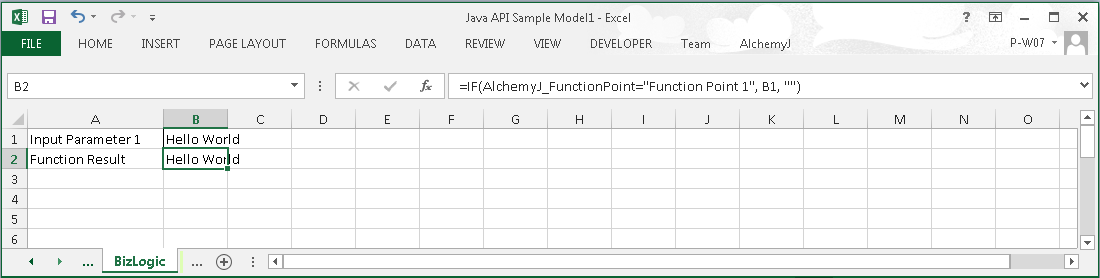 Java API Sample Model1 - Excel
?
FILE HOME INSERT PAGE LAYOUT FORMULAS DATA REVIEW VIEW DEVELOPER Team AlchemyJ P-W07
B2 fx =IF(AlchemyJ_FunctionPoint="Function Point 1", B1, "")
A B C D E F G H I J K L M N O
1 Input Parameter 1 Hello World
2 Function Result Hello World
3
4
5
6
... BizLogic ...